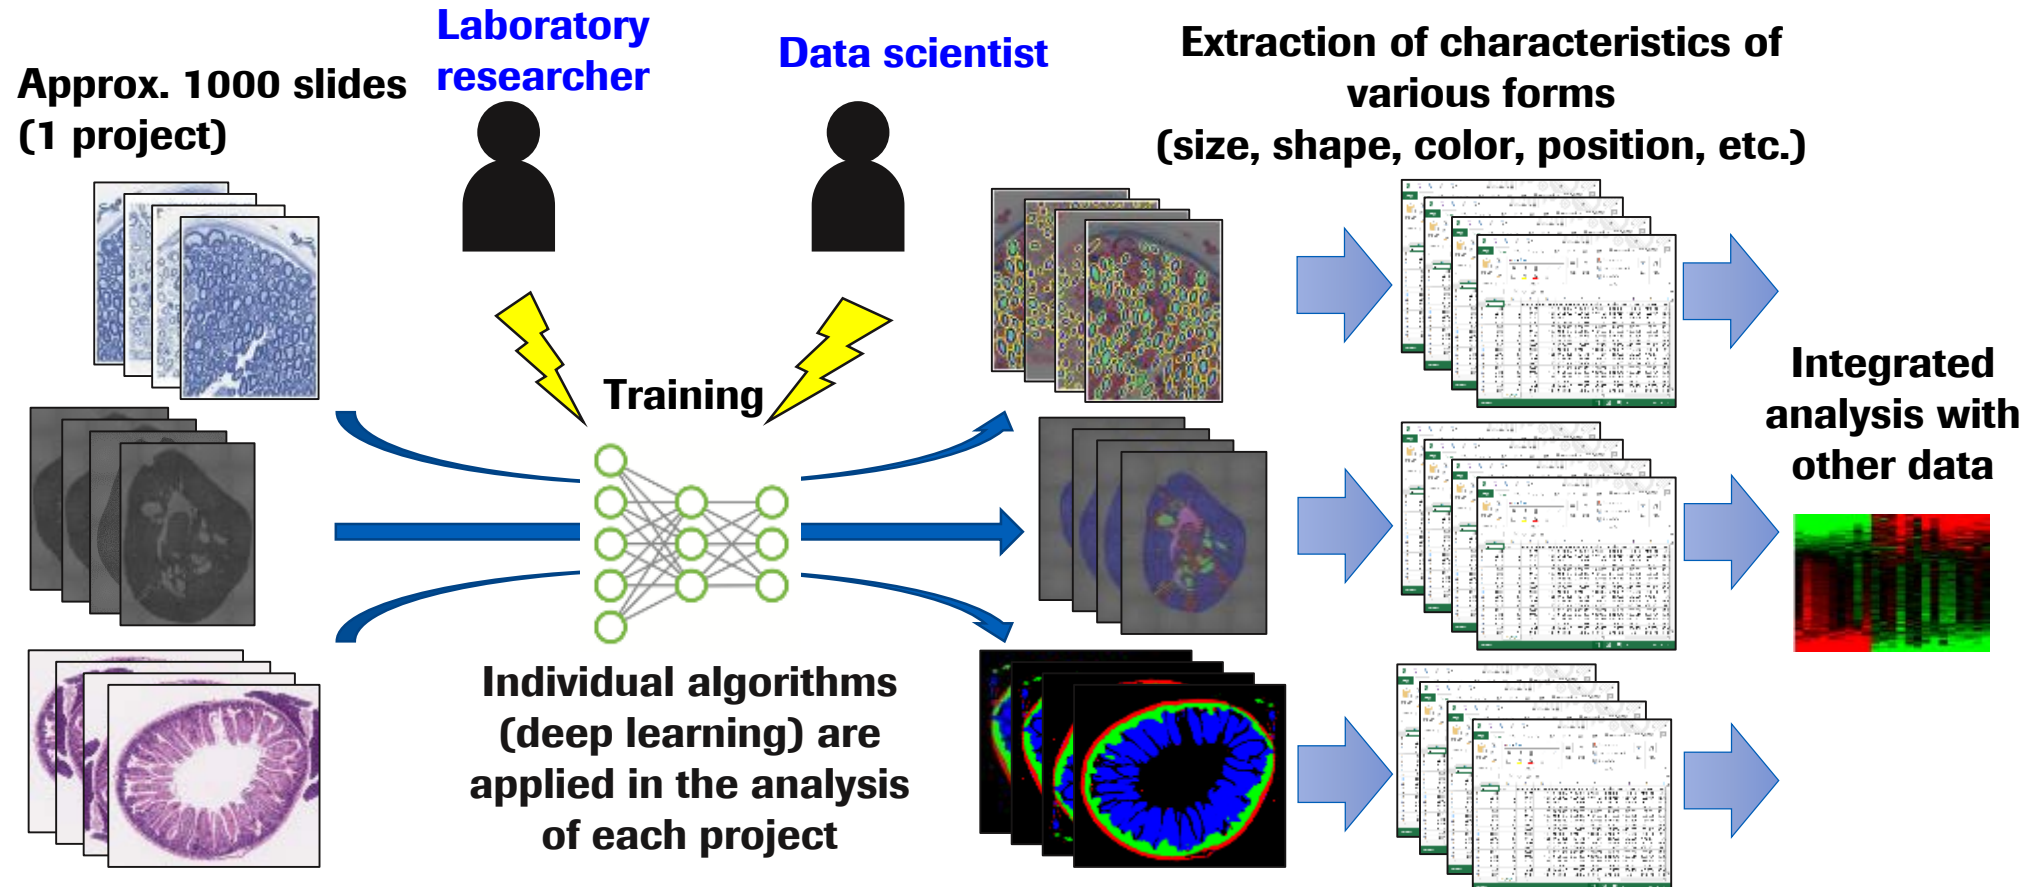 Approx. 1000 slides
(1 project)
Laboratory
researcher
Data scientist
Extraction of characteristics of
various forms
(size, shape, color, position, etc.)
Training
Individual algorithms
(deep learning) are
applied in the analysis
of each project
Integrated
analysis with
other data